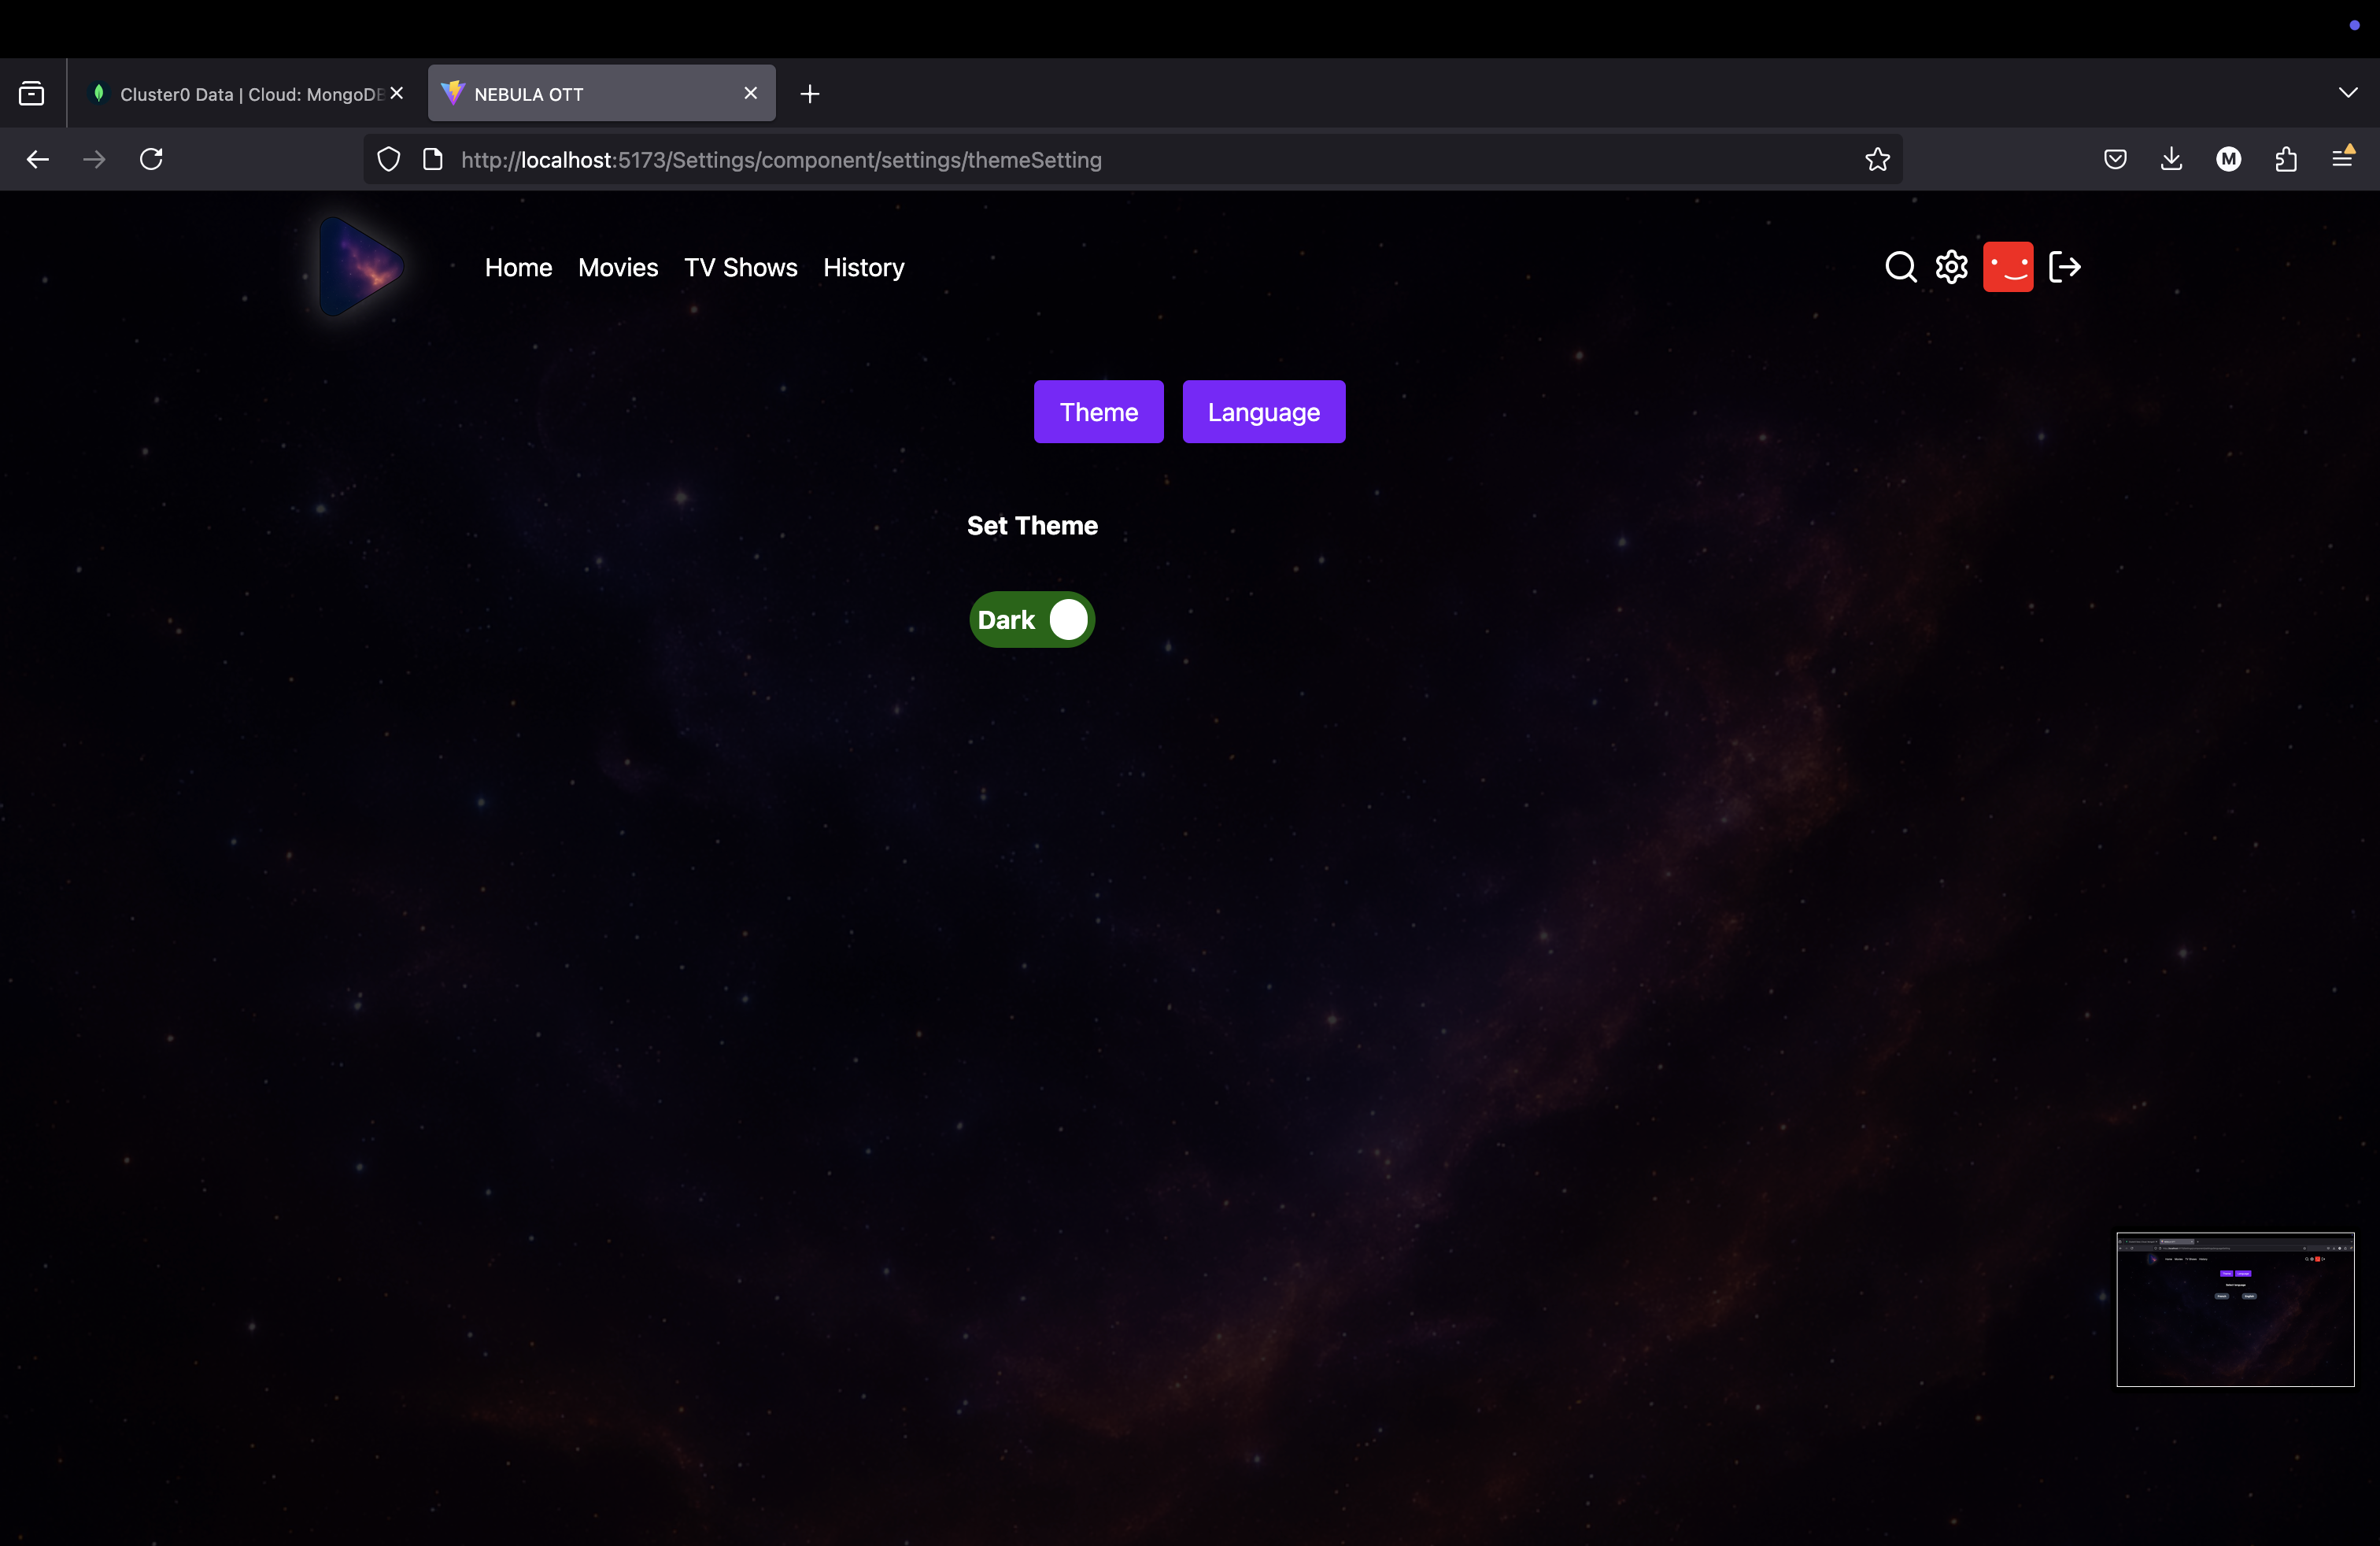 Cluster0 Data | Cloud: MongoDB
NEBULA OTT
http://localhost:5173/Settings/component/settings/themeSetting
M
Home Movies TV Shows History
Theme Language
Set Theme
Dark